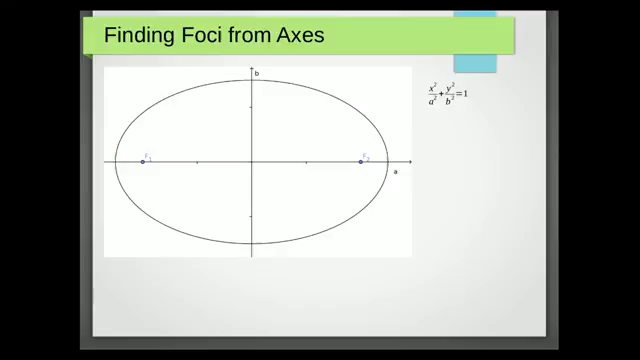 Finding Foci from Axes
b
x²/a² + y²/b² = 1
F₁
F₂
a